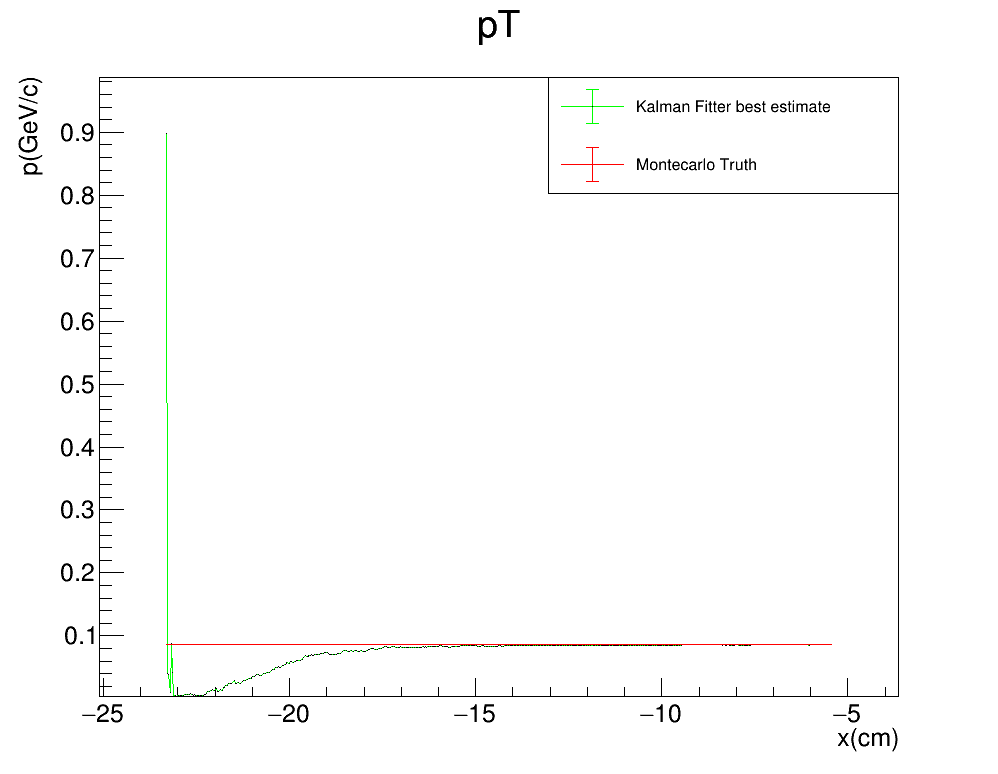 pT
p(GeV/c)
Kalman Fitter best estimate
Montecarlo Truth
0.9
0.8
0.7
0.6
0.5
0.4
0.3
0.2
0.1
−25 −20 −15 −10 −5
x(cm)